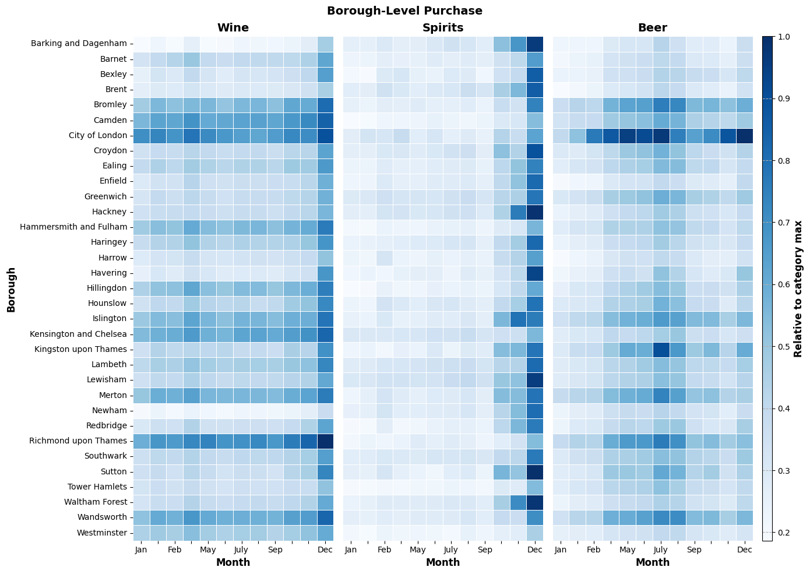 Borough-Level Purchase
Wine
Spirits
Beer
Borough
Barking and Dagenham
Barnet
Bexley
Brent
Bromley
Camden
City of London
Croydon
Ealing
Enfield
Greenwich
Hackney
Hammersmith and Fulham
Haringey
Harrow
Havering
Hillingdon
Hounslow
Islington
Kensington and Chelsea
Kingston upon Thames
Lambeth
Lewisham
Merton
Newham
Redbridge
Richmond upon Thames
Southwark
Sutton
Tower Hamlets
Waltham Forest
Wandsworth
Westminster
Jan Feb May July Sep Dec
Month
Jan Feb May July Sep Dec
Month
Jan Feb May July Sep Dec
Month
1.0
0.9
0.8
0.7
0.6
0.5
0.4
0.3
0.2
Relative to category max